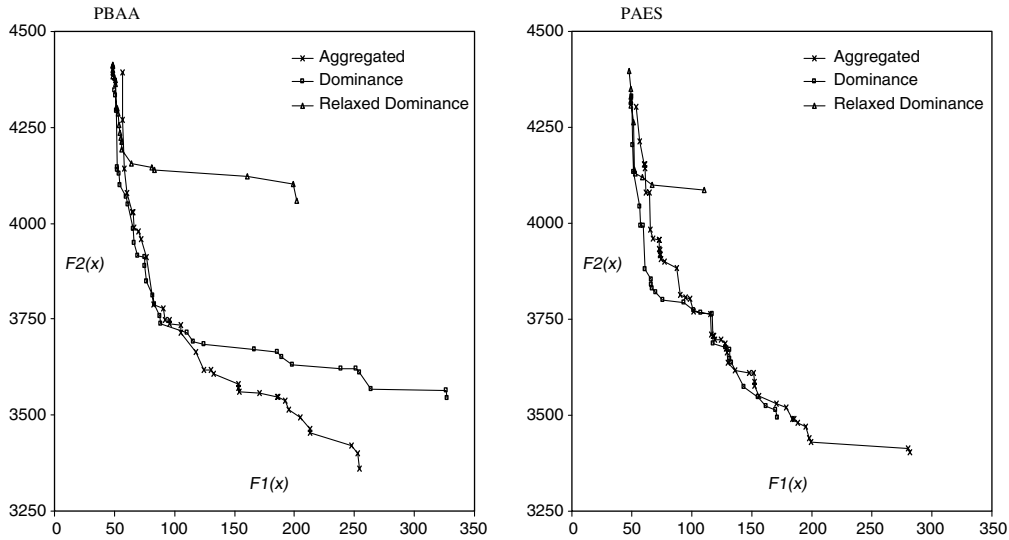 PBAA
4500
4250
4000
3750
3500
3250
0
50
100
150
200
250
300
350
F2(x)
F1(x)
Aggregated
Dominance
Relaxed Dominance
PAES
4500
4250
4000
3750
3500
3250
0
50
100
150
200
250
300
350
F2(x)
F1(x)
Aggregated
Dominance
Relaxed Dominance